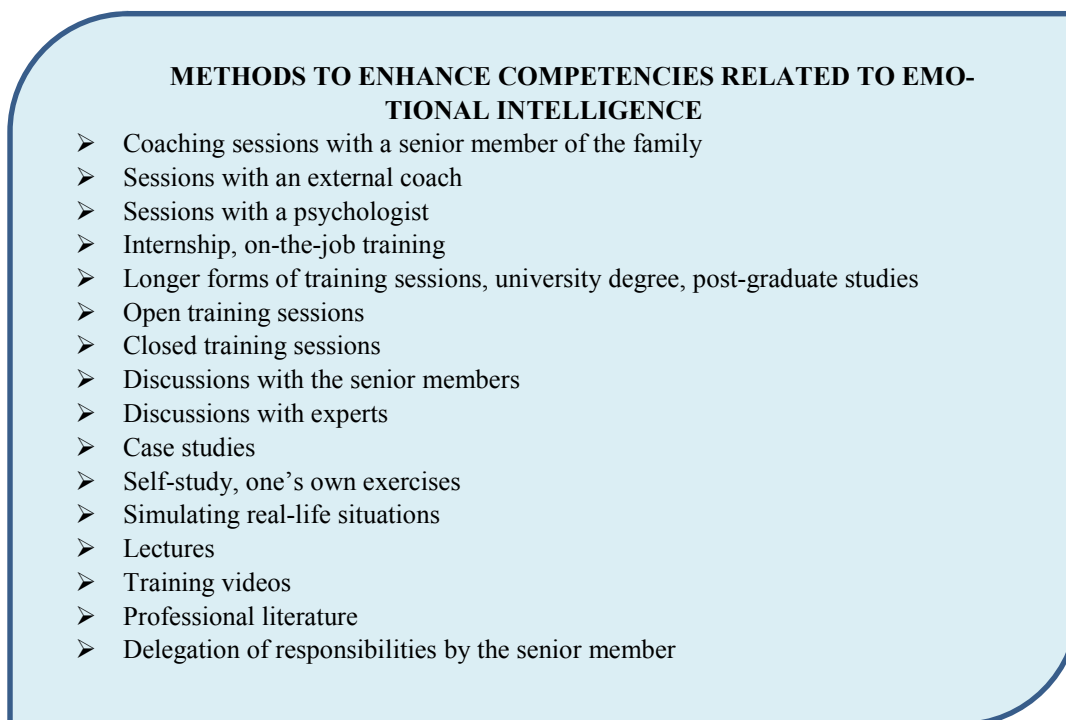 METHODS TO ENHANCE COMPETENCIES RELATED TO EMO-
TIONAL INTELLIGENCE
➢ Coaching sessions with a senior member of the family
➢ Sessions with an external coach
➢ Sessions with a psychologist
➢ Internship, on-the-job training
➢ Longer forms of training sessions, university degree, post-graduate studies
➢ Open training sessions
➢ Closed training sessions
➢ Discussions with the senior members
➢ Discussions with experts
➢ Case studies
➢ Self-study, one’s own exercises
➢ Simulating real-life situations
➢ Lectures
➢ Training videos
➢ Professional literature
➢ Delegation of responsibilities by the senior member